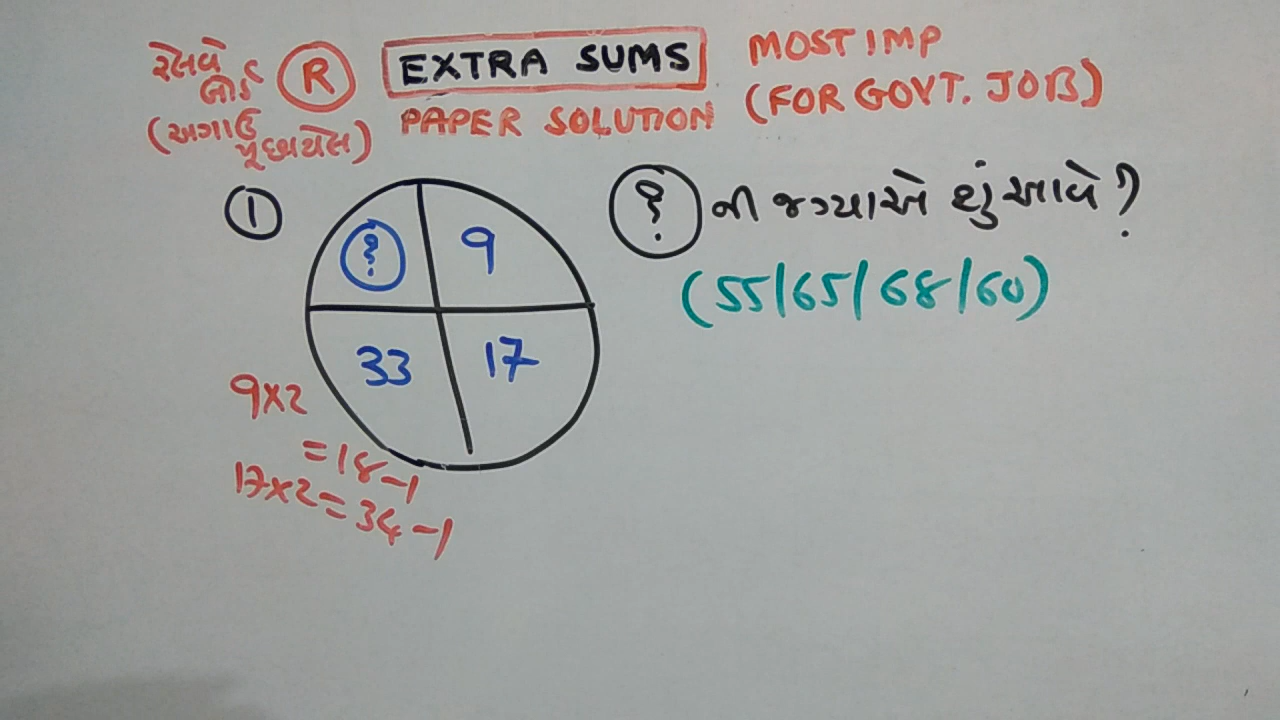 રેલવે બોર્ડ (R)
(અગાઉ પૂછાયેલ)
EXTRA SUMS
PAPER SOLUTION
MOST IMP
(FOR GOVT. JOB)
① ? 9
33 17
? ની જગ્યાએ શું આવે?
(55/65/68/60)
9×2
=18-1
17×2=34-1